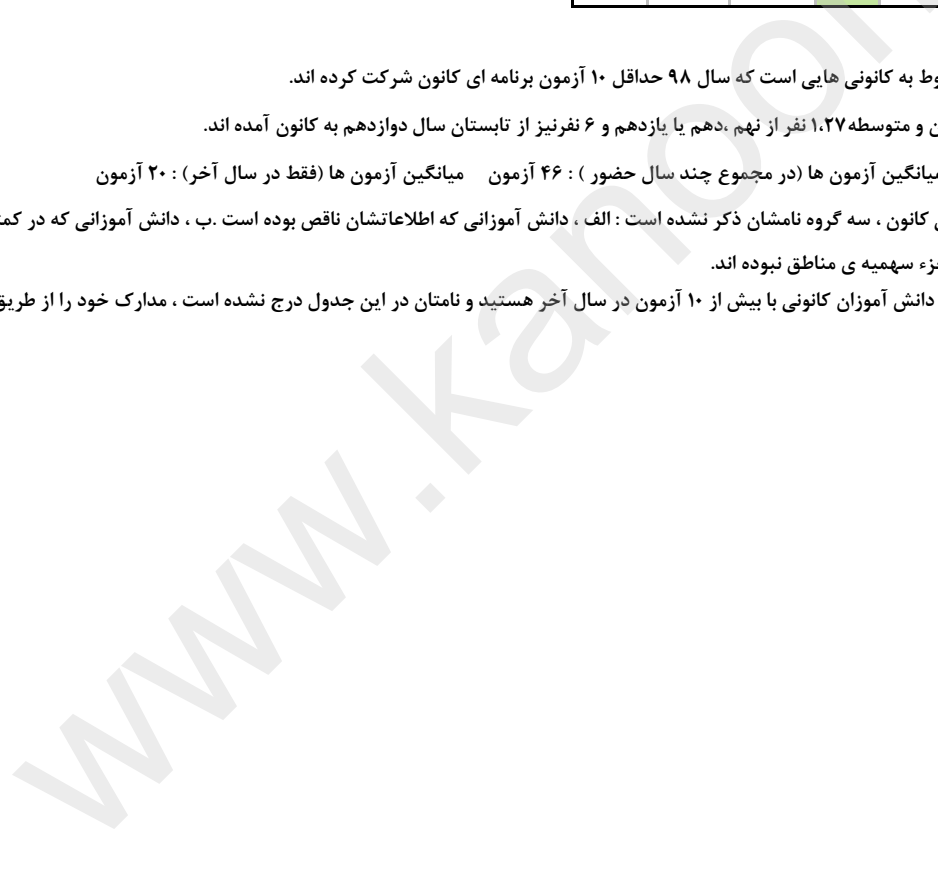 وط به کانونی هایی است که سال ۹۸ حداقل ۱۰ آزمون برنامه ای کانون شرکت کرده اند.
ن و متوسطه۱،۲۷ نفر از نهم ،دهم یا یازدهم و ۶ نفرنیز از تابستان سال دوازدهم به کانون آمده اند.
میانگین آزمون ها (در مجموع چند سال حضور ) : ۴۶ آزمون میانگین آزمون ها (فقط در سال آخر) : ۲۰ آزمون
کانون ، سه گروه نامشان ذکر نشده است : الف ، دانش آموزانی که اطلاعاتشان ناقص بوده است .ب ، دانش آموزانی که در کمت
جزء سهمیه ی مناطق نبوده اند.
دانش آموزان کانونی با بیش از ۱۰ آزمون در سال آخر هستید و نامتان در این جدول درج نشده است ، مدارک خود را از طریق
www.kanoon